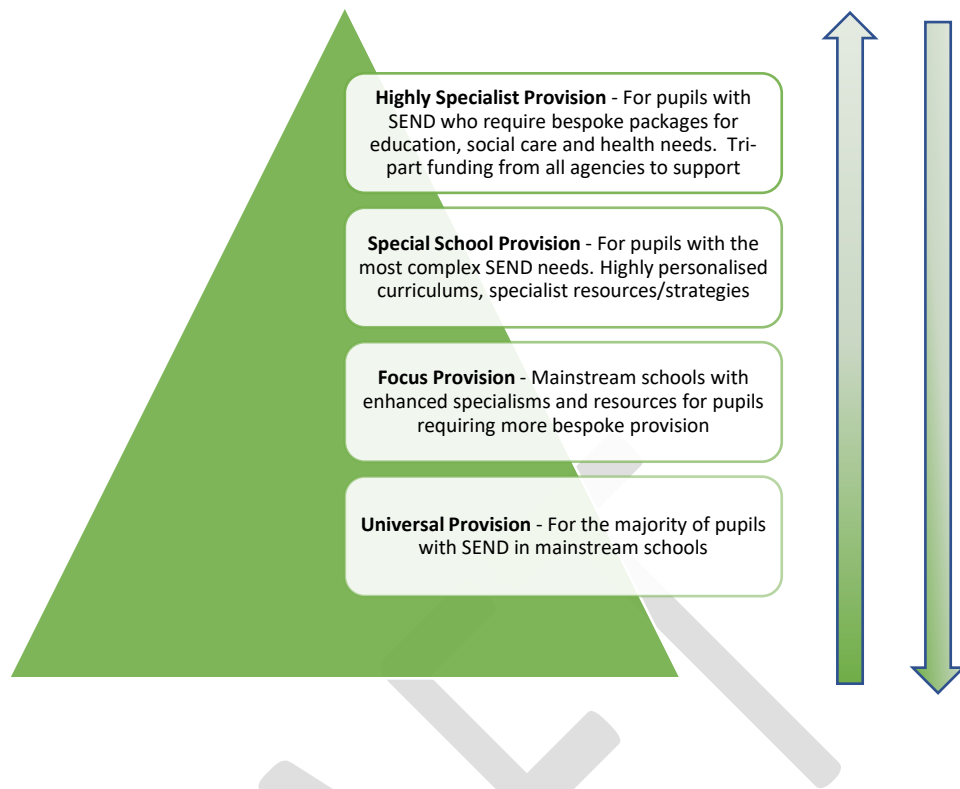 Highly Specialist Provision - For pupils with
SEND who require bespoke packages for
education, social care and health needs.  Tri-
part funding from all agencies to support
Special School Provision - For pupils with the
most complex SEND needs. Highly personalised
curriculums, specialist resources/strategies
Focus Provision - Mainstream schools with
enhanced specialisms and resources for pupils
requiring more bespoke provision
Universal Provision - For the majority of pupils
with SEND in mainstream schools